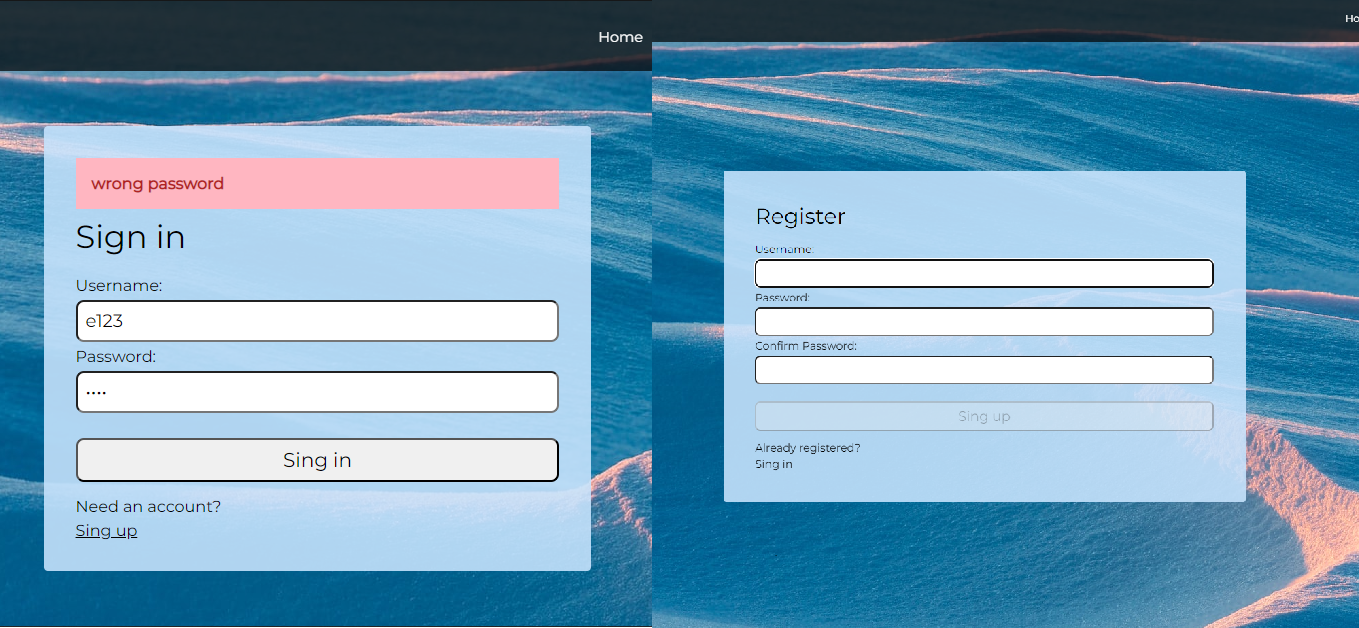 Home
wrong password
Sign in
Username:
e123
Password:
....
Sing in
Need an account?
Sing up
Ho
Register
Username:
Password:
Confirm Password:
Sing up
Already registered?
Sing in